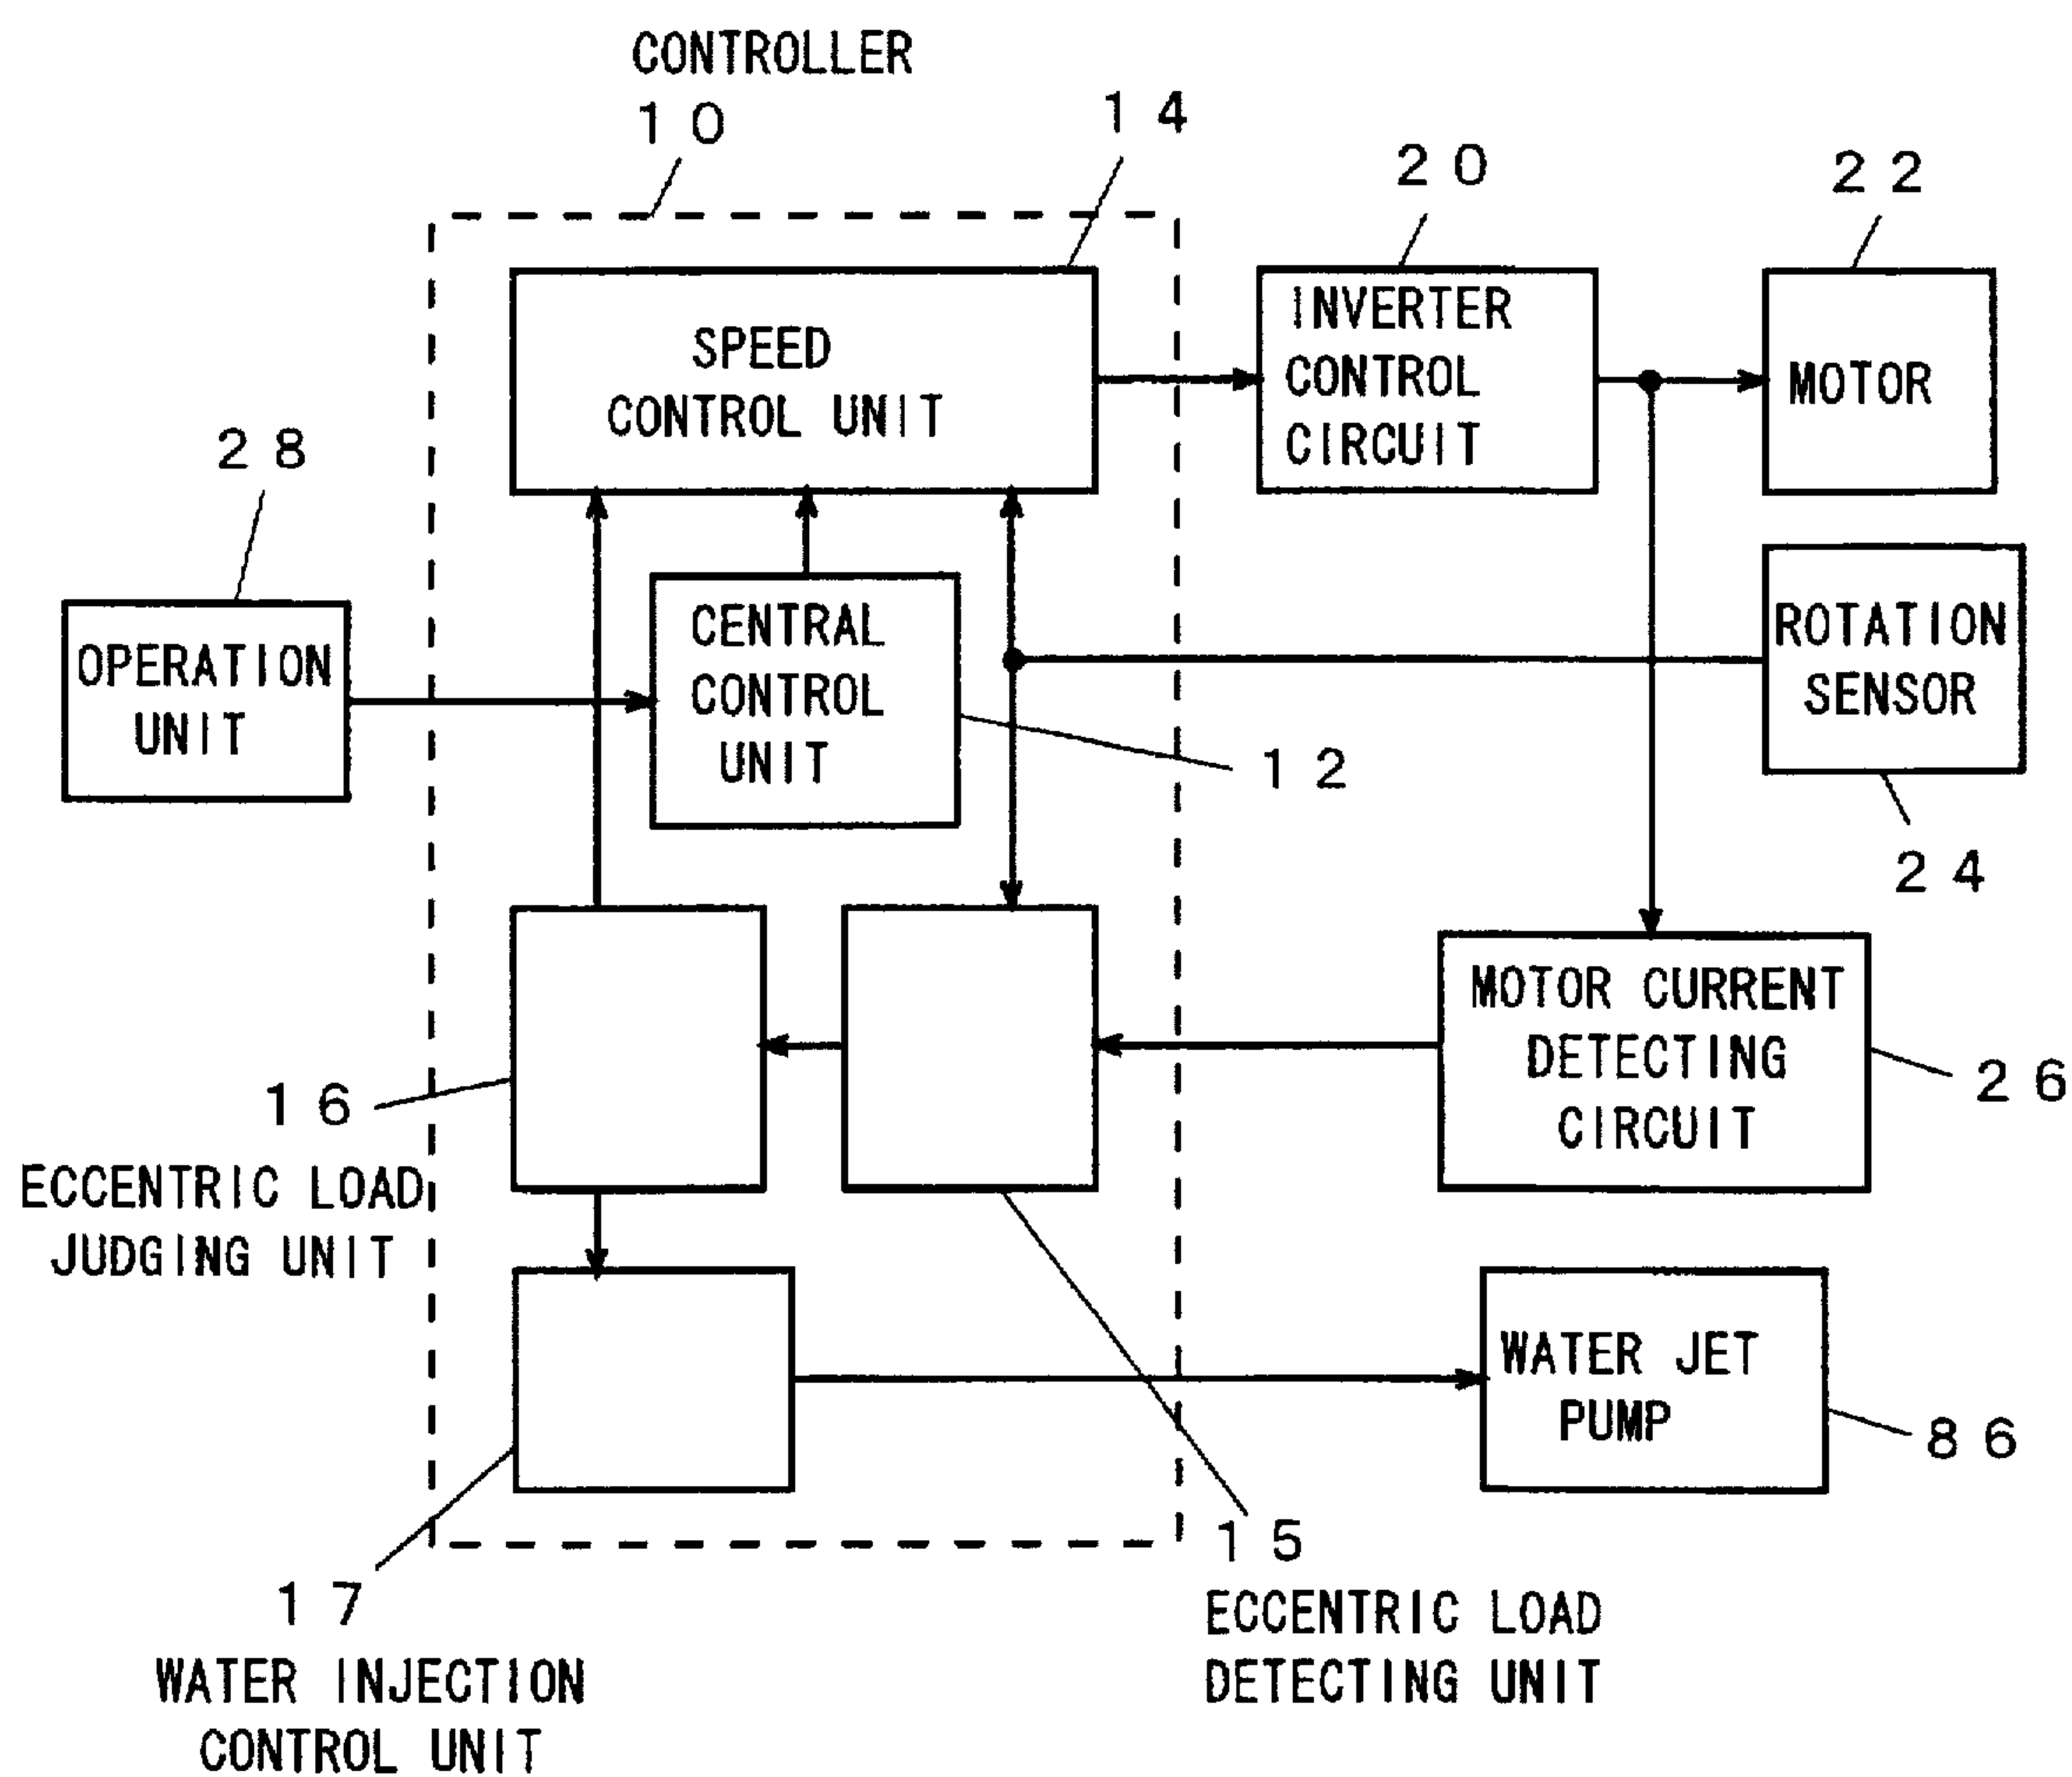 CONTROLLER
10
14
20
22
SPEED
CONTROL UNIT
INVERTER
CONTROL
CIRCUIT
MOTOR
28
OPERATION
UNIT
CENTRAL
CONTROL
UNIT
12
ROTATION
SENSOR
24
MOTOR CURRENT
DETECTING
CIRCUIT
26
16
ECCENTRIC LOAD
JUDGING UNIT
WATER JET
PUMP
86
15
ECCENTRIC LOAD
DETECTING UNIT
17
WATER INJECTION
CONTROL UNIT